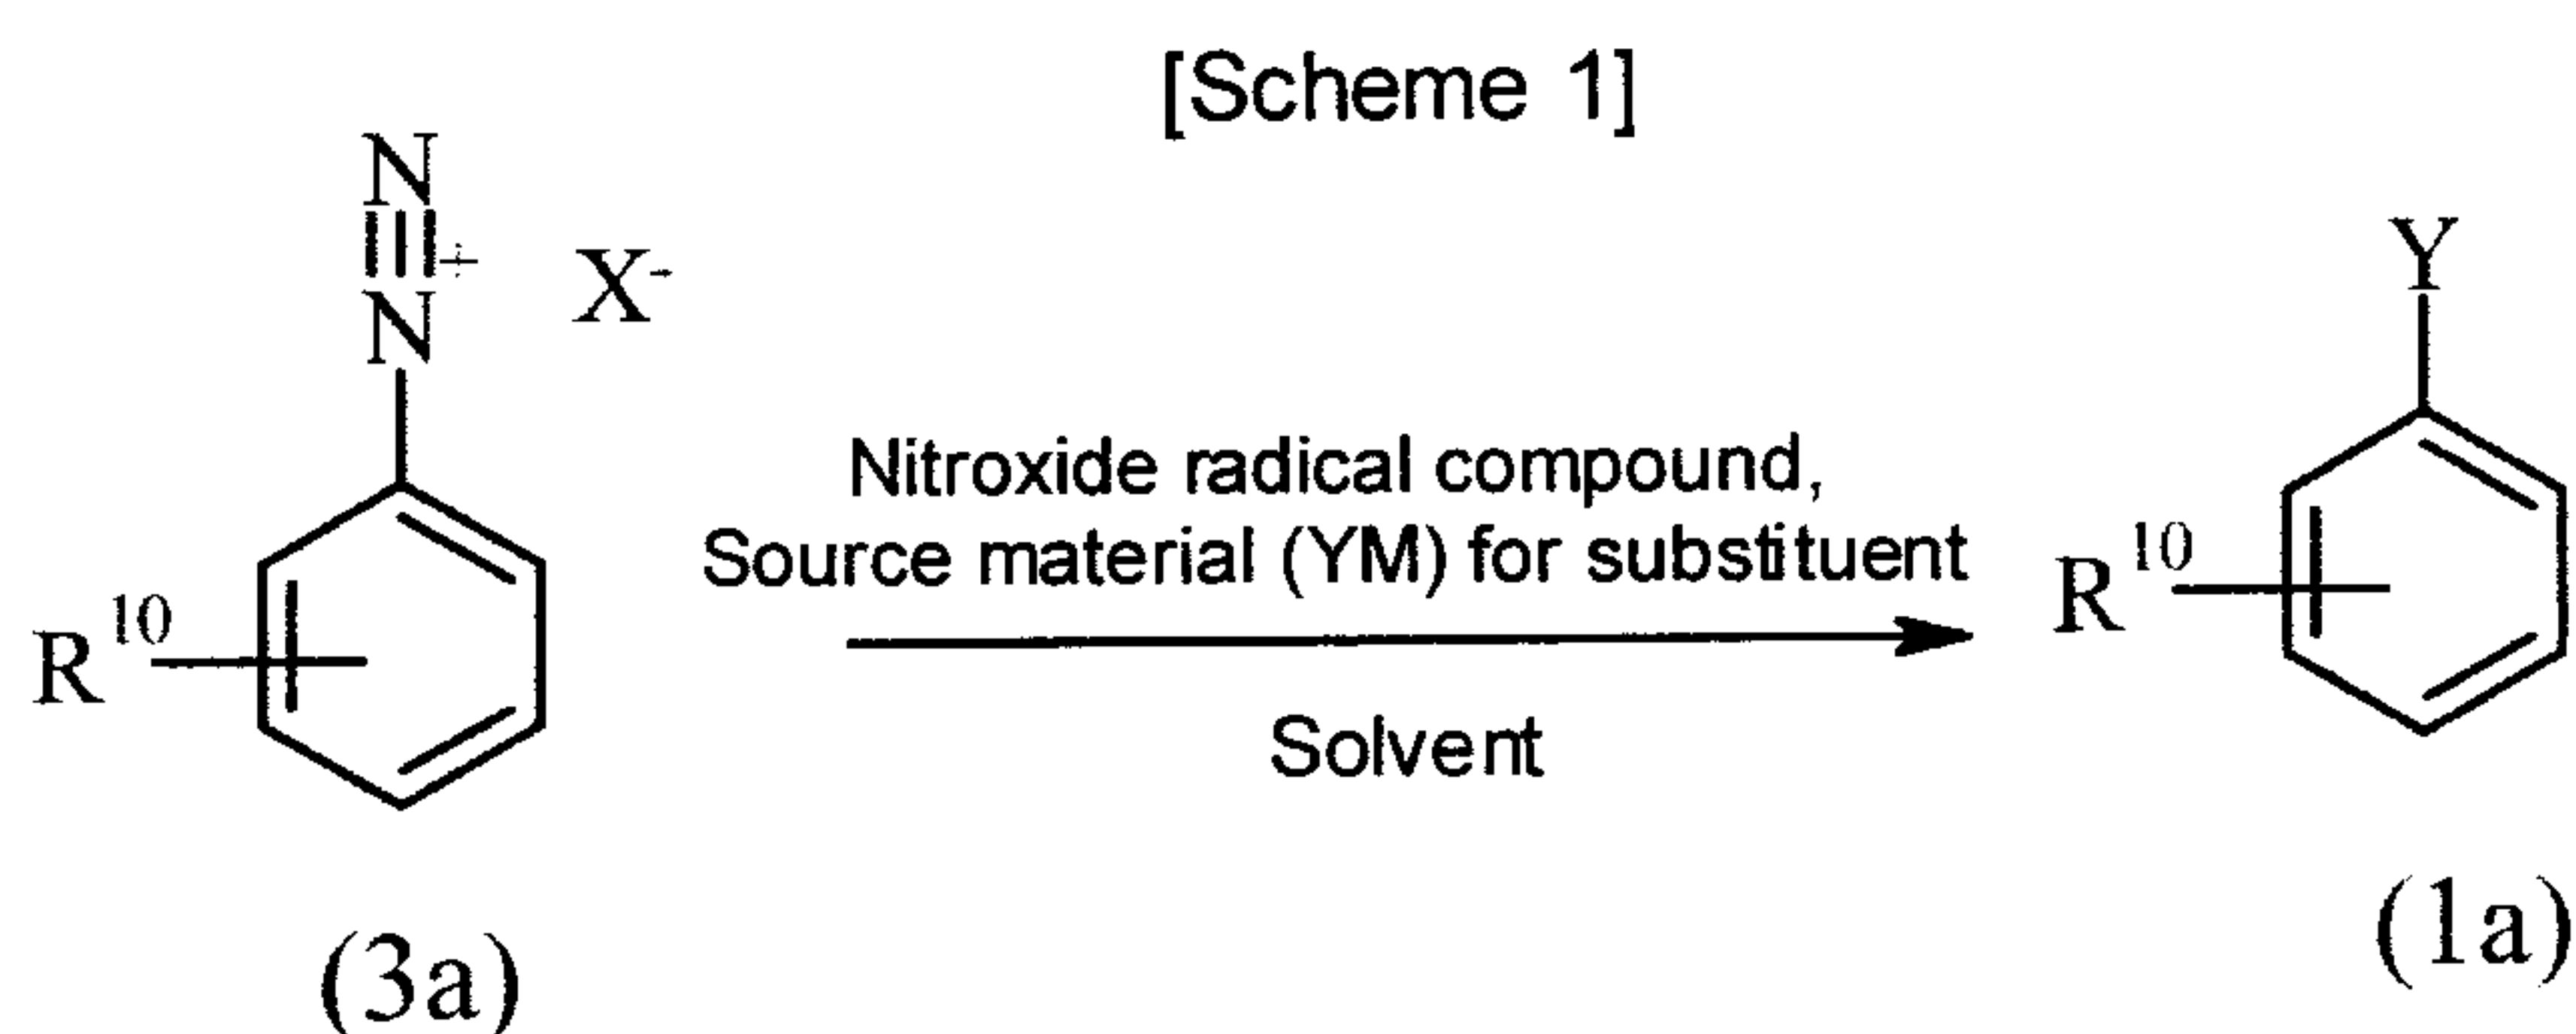 [Scheme 1]
N
N+ X-
Y
Nitroxide radical compound,
Source material (YM) for substituent
R10
R10
Solvent
(3a)
(1a)